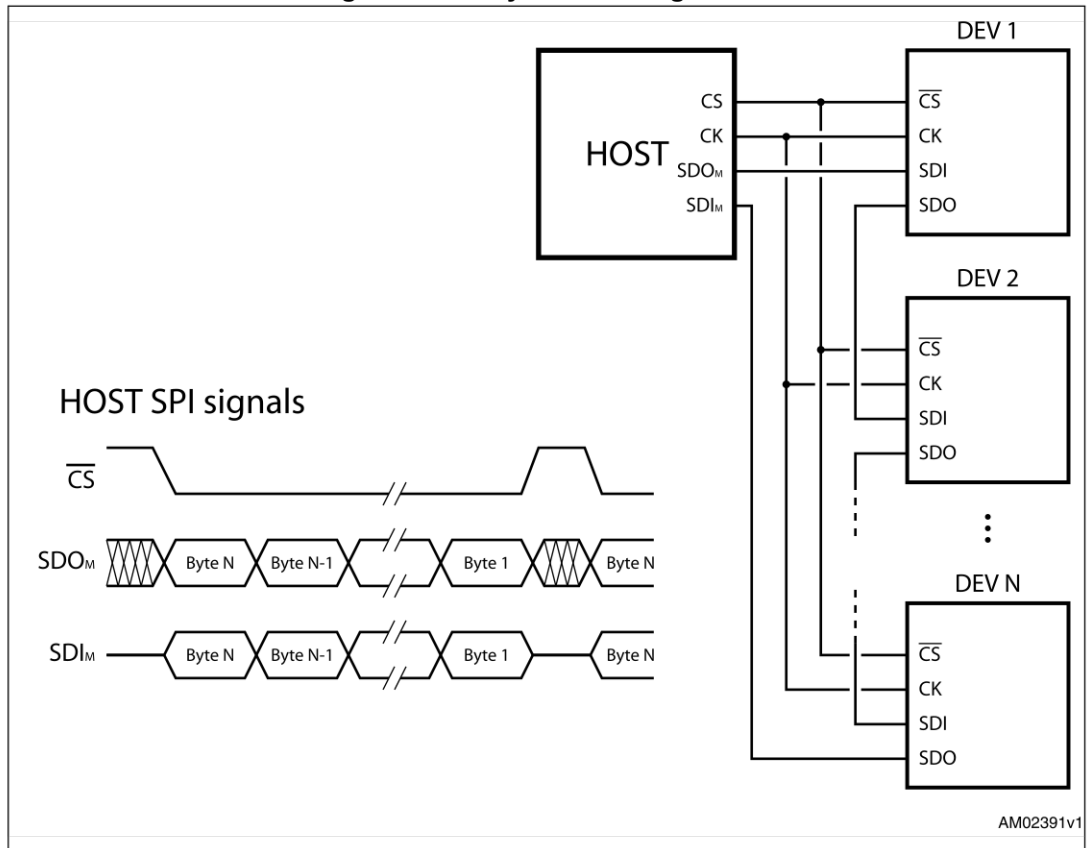 DEV 1
HOST
CS
CK
SDOM
SDIM
CS
CK
SDI
SDO
DEV 2
CS
CK
SDI
SDO
DEV N
CS
CK
SDI
SDO
HOST SPI signals
CS
SDOM Byte N Byte N-1 Byte 1 Byte N
SDIM Byte N Byte N-1 Byte 1 Byte N
AM02391v1